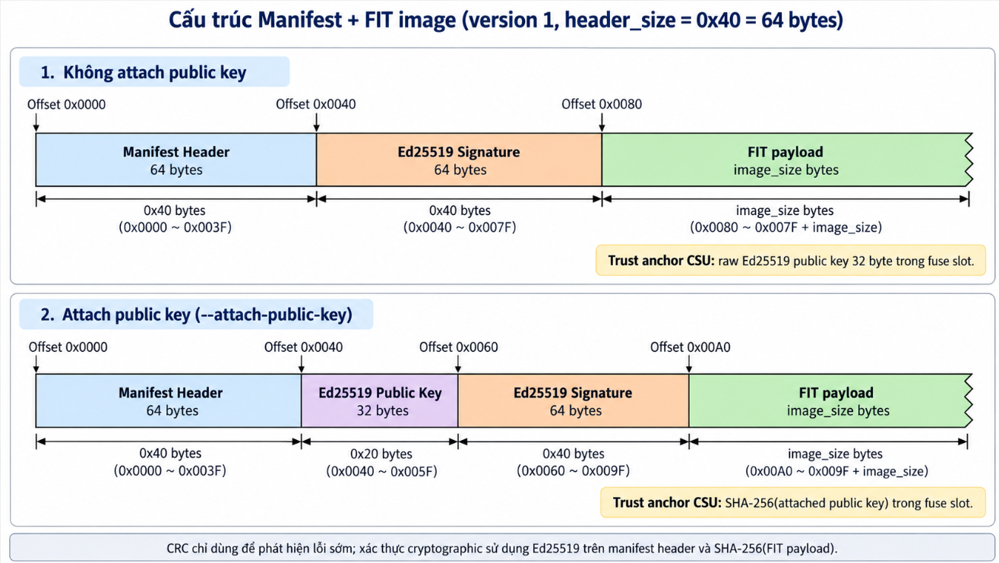 Cấu trúc Manifest + FIT image (version 1, header_size = 0x40 = 64 bytes)
1. Không attach public key
Offset 0x0000
Offset 0x0040
Offset 0x0080
Manifest Header
64 bytes
Ed25519 Signature
64 bytes
FIT payload
image_size bytes
0x40 bytes
(0x0000 ~ 0x003F)
0x40 bytes
(0x0040 ~ 0x007F)
image_size bytes
(0x0080 ~ 0x007F + image_size)
Trust anchor CSU: raw Ed25519 public key 32 byte trong fuse slot.
2. Attach public key (--attach-public-key)
Offset 0x0000
Offset 0x0040
Offset 0x0060
Offset 0x00A0
Manifest Header
64 bytes
Ed25519 Public Key
32 bytes
Ed25519 Signature
64 bytes
FIT payload
image_size bytes
0x40 bytes
(0x0000 ~ 0x003F)
0x20 bytes
(0x0040 ~ 0x005F)
0x40 bytes
(0x0060 ~ 0x009F)
image_size bytes
(0x00A0 ~ 0x009F + image_size)
Trust anchor CSU: SHA-256(attached public key) trong fuse slot.
CRC chỉ dùng để phát hiện lỗi sớm; xác thực cryptographic sử dụng Ed25519 trên manifest header và SHA-256(FIT payload).